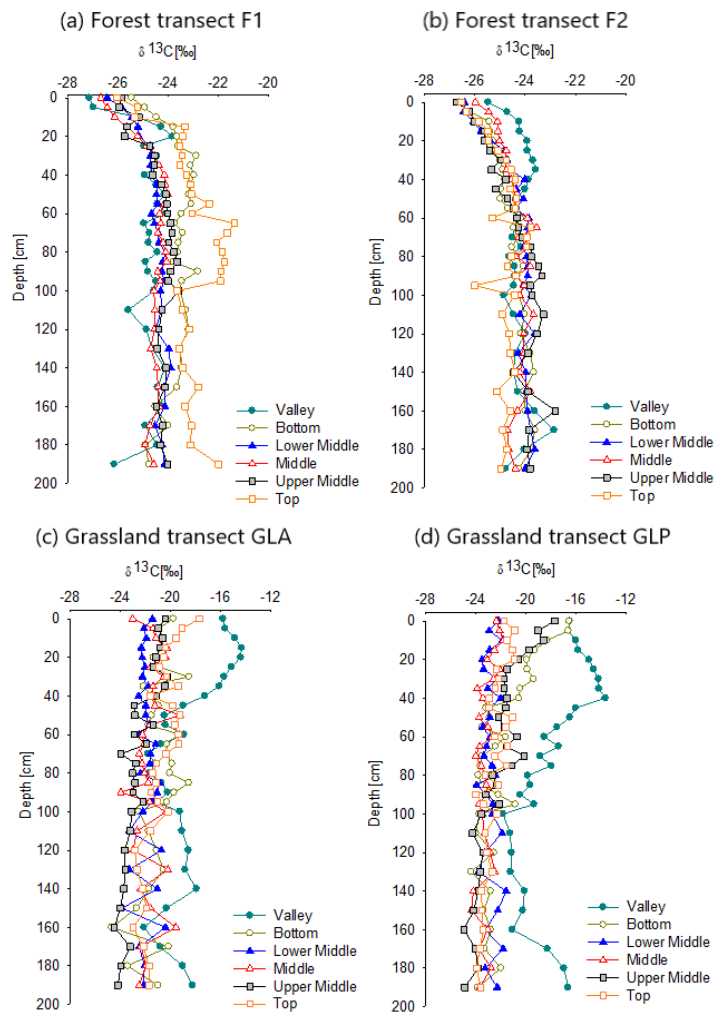 (a) Forest transect F1
δ 13C[‰]
-28 -26 -24 -22 -20
0
20
40
60
80
100
120
140
160
180
200
Depth [cm]
Valley
Bottom
Lower Middle
Middle
Upper Middle
Top
(b) Forest transect F2
δ 13C[‰]
-28 -26 -24 -22 -20
0
20
40
60
80
100
120
140
160
180
200
Depth [cm]
Valley
Bottom
Lower Middle
Middle
Upper Middle
Top
(c) Grassland transect GLA
δ 13C[‰]
-28 -24 -20 -16 -12
0
20
40
60
80
100
120
140
160
180
200
Depth [cm]
Valley
Bottom
Lower Middle
Middle
Upper Middle
Top
(d) Grassland transect GLP
δ 13C[‰]
-28 -24 -20 -16 -12
0
20
40
60
80
100
120
140
160
180
200
Depth [cm]
Valley
Bottom
Lower Middle
Middle
Upper Middle
Top